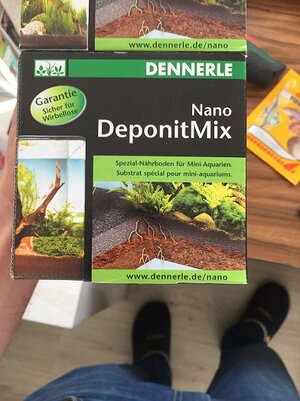 www.dennerle.de/nano
DENNERLE
Garantie
Sicher für
Wirbellose
Nano
DeponitMix
Spezial-Nährboden für Mini-Aquarien.
Substrat spécial pour mini-aquariums.
www.dennerle.de/nano